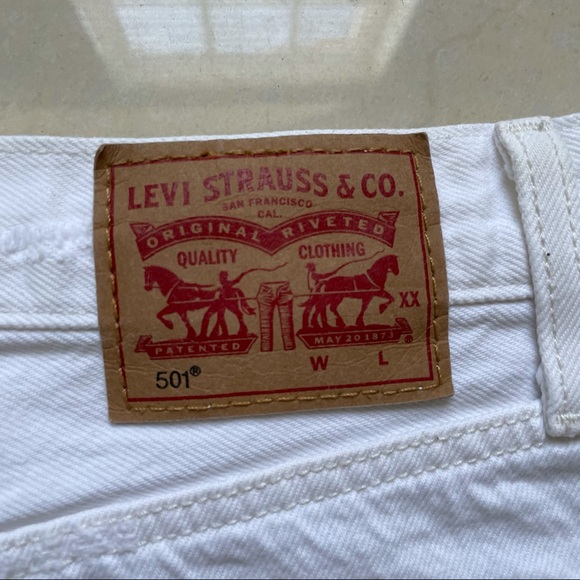 LEVI STRAUSS & CO.
SAN FRANCISCO
CAL.
ORIGINAL RIVETED
QUALITY CLOTHING
XX
PATENTED MAY 20 1873 ®
501® W L